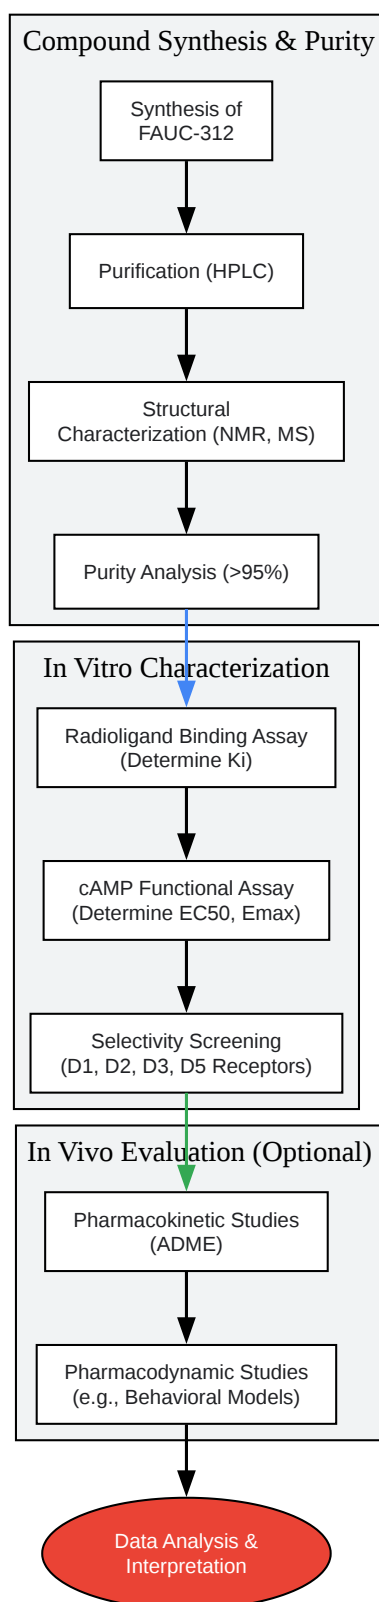 Compound Synthesis & Purity
Synthesis of
FAUC-312
Purification (HPLC)
Structural
Characterization (NMR, MS)
Purity Analysis (>95%)
In Vitro Characterization
Radioligand Binding Assay
(Determine Ki)
cAMP Functional Assay
(Determine EC50, Emax)
Selectivity Screening
(D1, D2, D3, D5 Receptors)
In Vivo Evaluation (Optional)
Pharmacokinetic Studies
(ADME)
Pharmacodynamic Studies
(e.g., Behavioral Models)
Data Analysis &
Interpretation